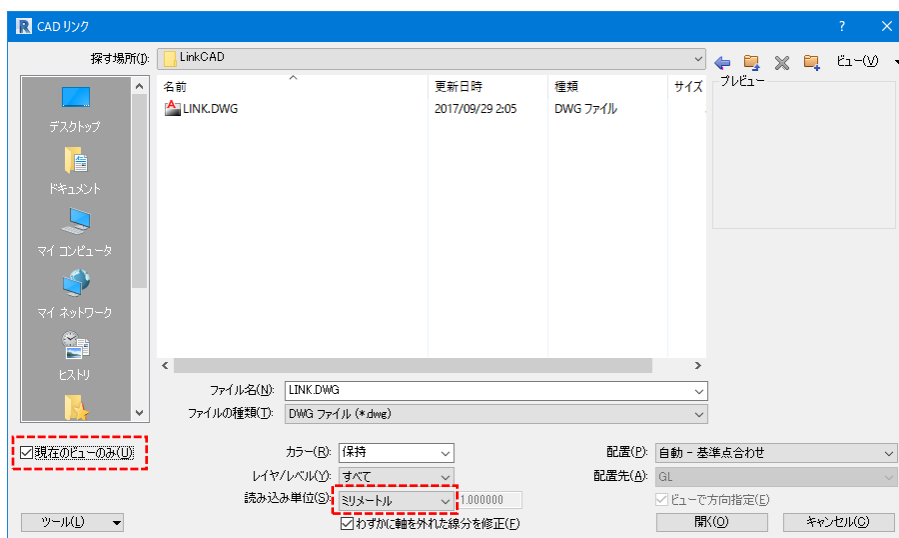 CAD リンク
探す場所(I):
LinkCAD
ビュー(V)
名前 更新日時 種類 サイズ
LINK.DWG 2017/09/29 2:05 DWG ファイル
プレビュー
デスクトップ
ドキュメント
マイ コンピュータ
マイ ネットワーク
ヒストリ
ファイル名(N): LINK.DWG
ファイルの種類(T): DWG ファイル (*.dwg)
現在のビューのみ(U)
カラー(R): 保持
レイヤ/レベル(Y): すべて
読み込み単位(S): ミリメートル 1.000000
わずかに軸を外れた線分を修正(F)
配置(P): 自動 - 基準点合わせ
配置先(A): GL
ビューで方向指定(E)
ツール(L)
開く(O)
キャンセル(C)